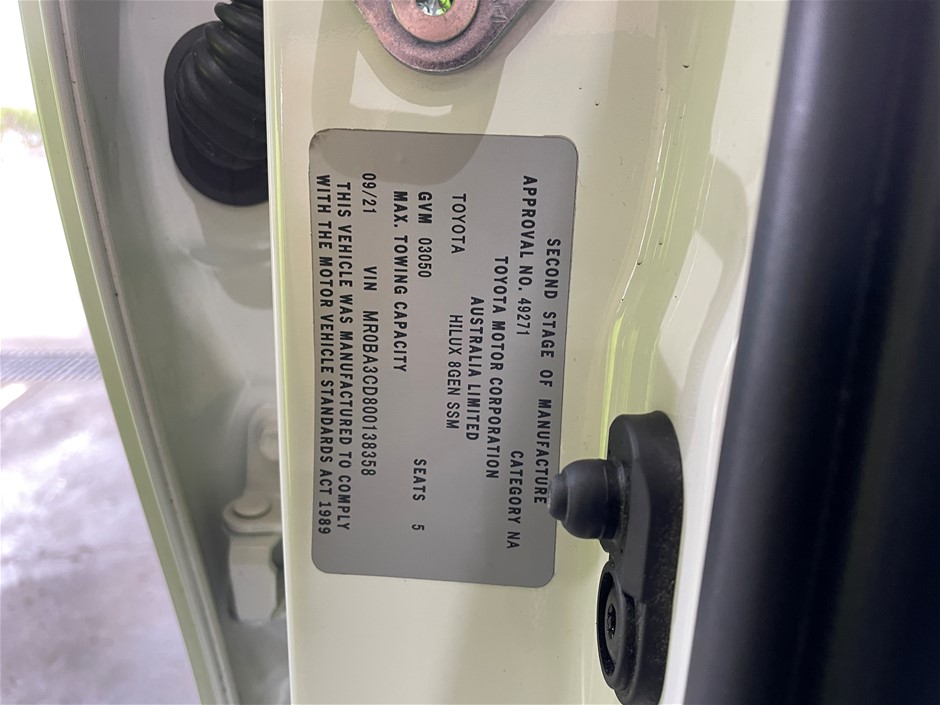 SECOND STAGE OF MANUFACTURE
APPROVAL NO. 49271 CATEGORY NA
TOYOTA MOTOR CORPORATION
AUSTRALIA LIMITED
TOYOTA HILUX 8GEN SSM
GVM 03050 SEATS 5
MAX. TOWING CAPACITY
09/21 VIN MR0BA3CD800138358
THIS VEHICLE WAS MANUFACTURED TO COMPLY
WITH THE MOTOR VEHICLE STANDARDS ACT 1989